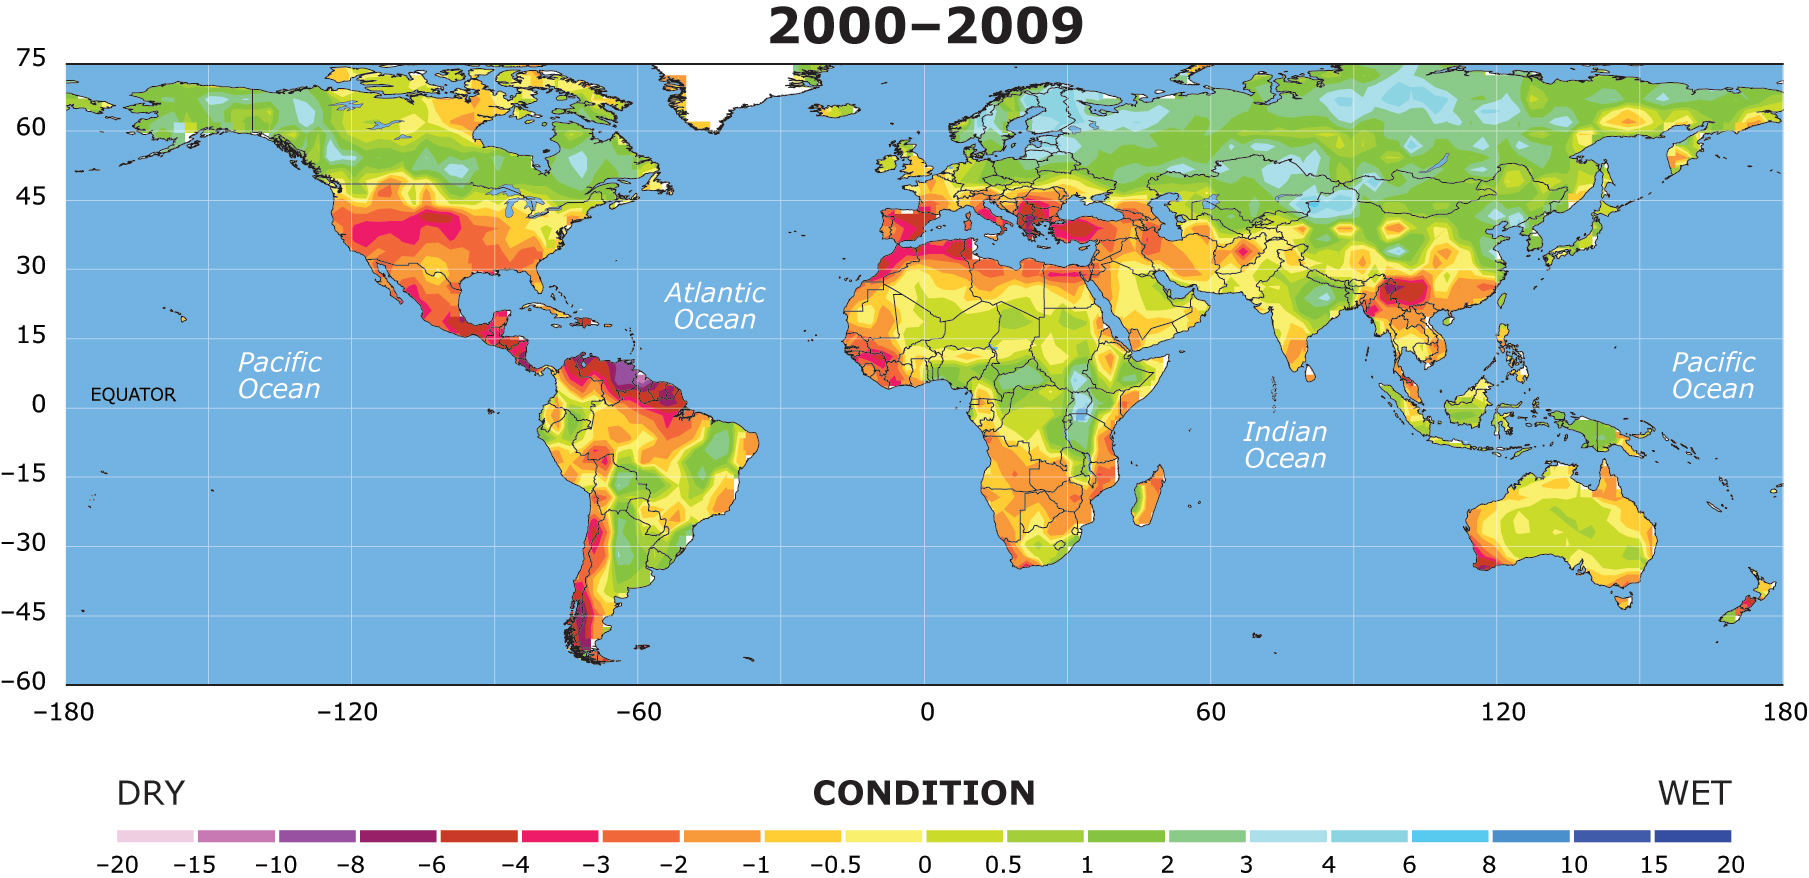 2000–2009
75
60
45
30
15
0
–15
–30
–45
–60
Atlantic
Ocean
Pacific
Ocean
EQUATOR
Indian
Ocean
Pacific
Ocean
–180 –120 –60 0 60 120 180
DRY CONDITION WET
–20 –15 –10 –8 –6 –4 –3 –2 –1 –0.5 0 0.5 1 2 3 4 6 8 10 15 20